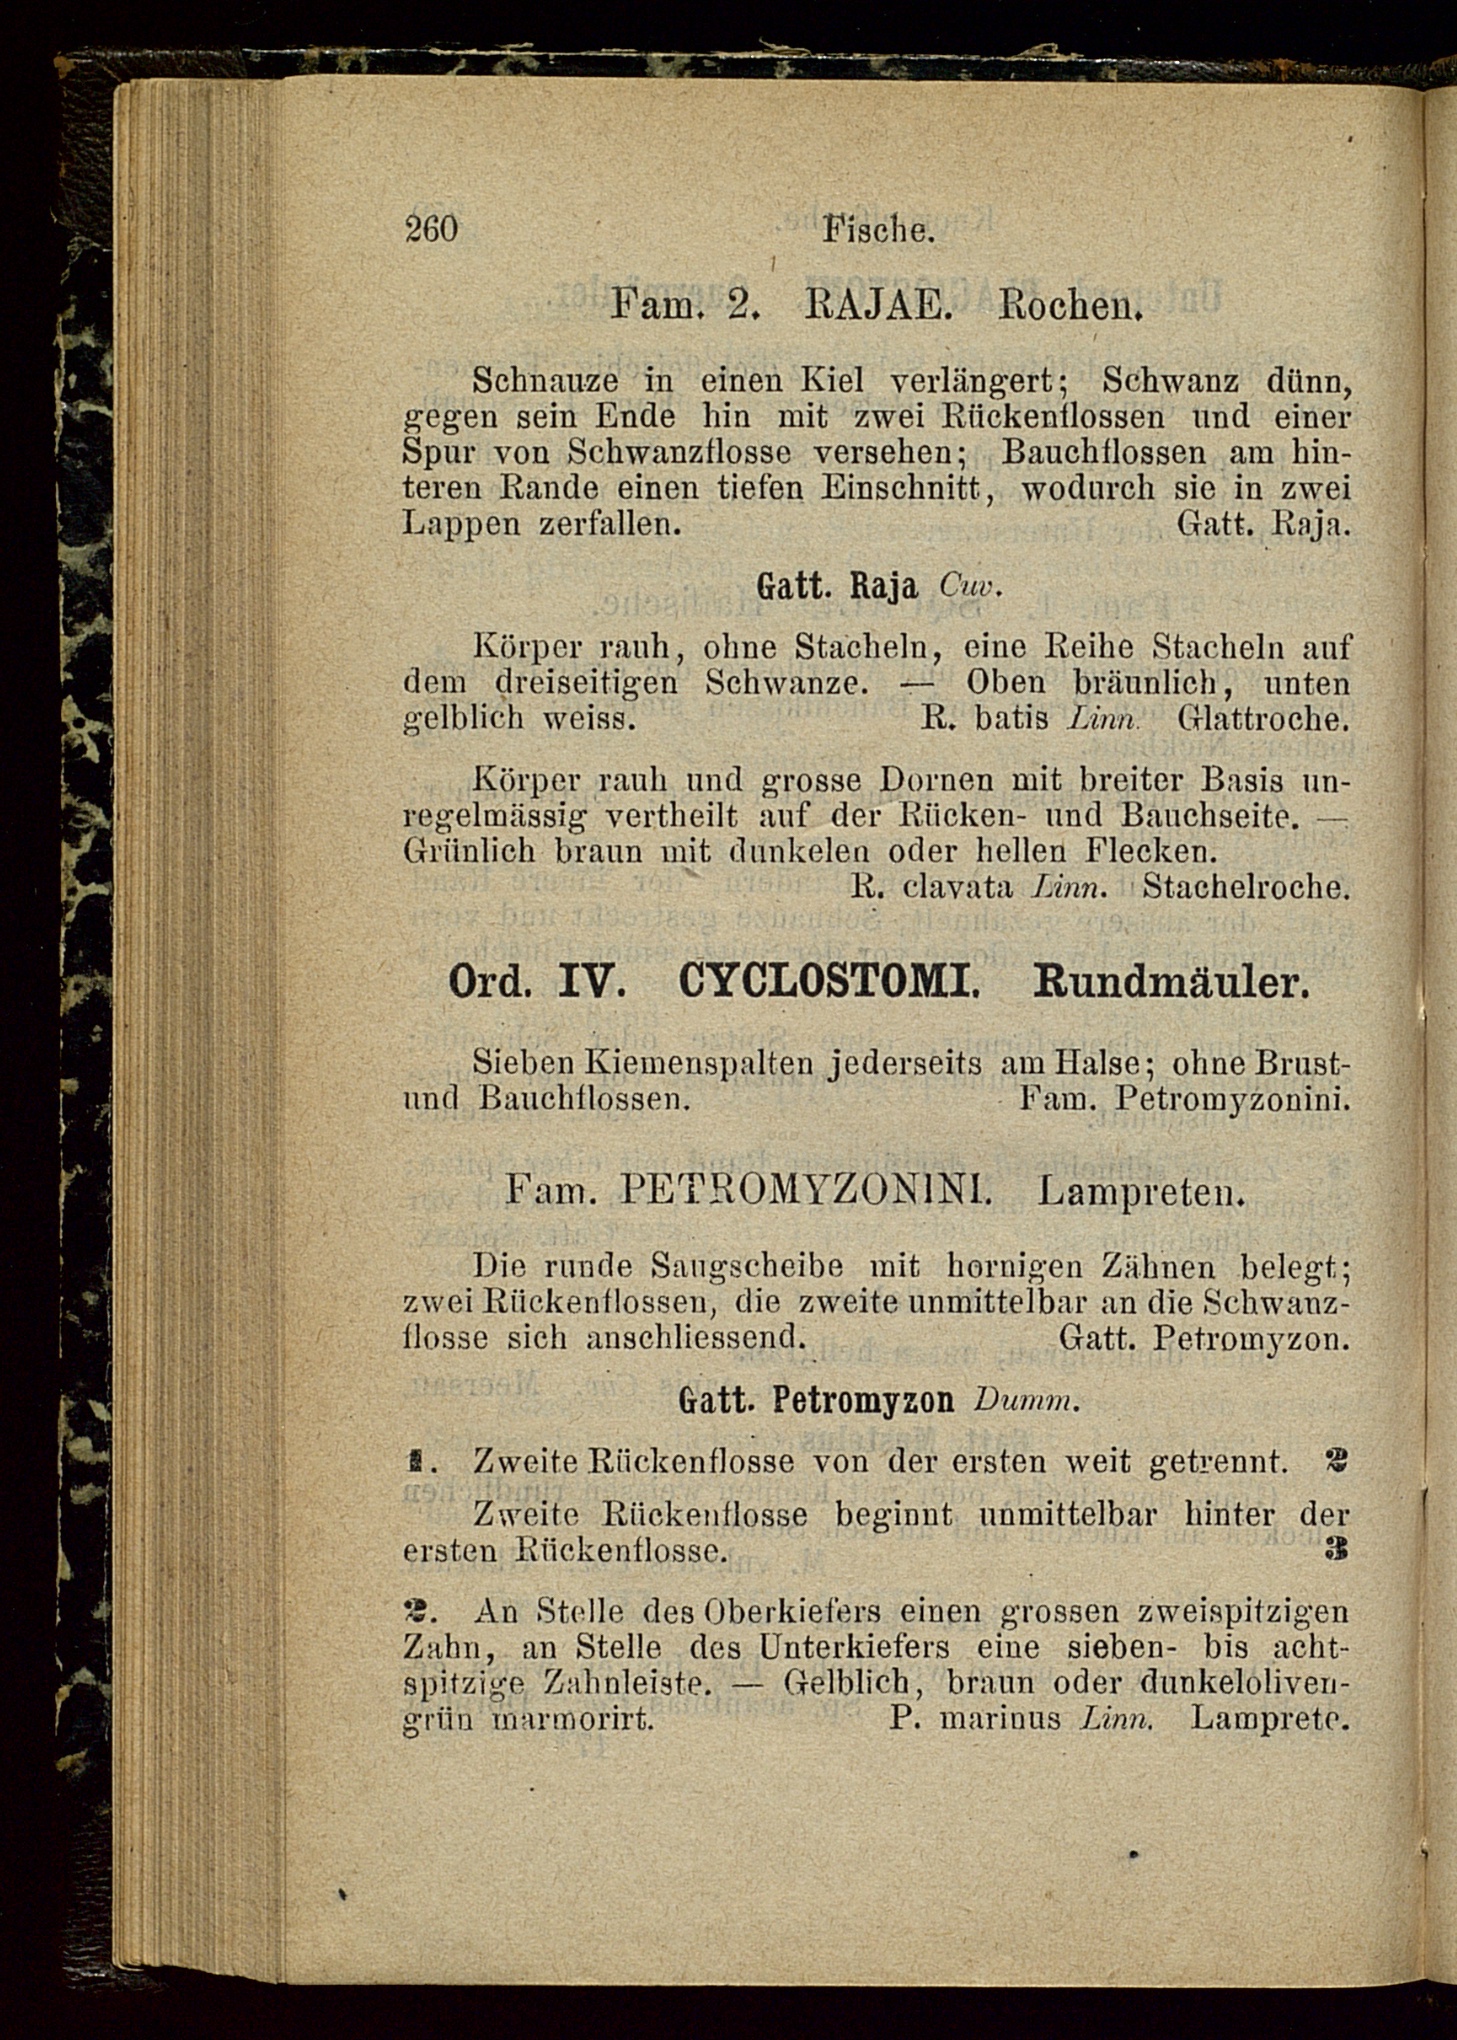 260 Fische.
Fam. 2. RAJAE. Rochen.
Schnauze in einen Kiel verlängert; Schwanz dünn,
gegen sein Ende hin mit zwei Rückenflossen und einer
Spur von Schwanzflosse versehen; Bauchflossen am hin-
teren Rande einen tiefen Einschnitt, wodurch sie in zwei
Lappen zerfallen. Gatt. Raja.
Gatt. Raja Cuv.
Körper rauh, ohne Stacheln, eine Reihe Stacheln auf
dem dreiseitigen Schwanze. — Oben bräunlich, unten
gelblich weiss. R. batis Linn. Glattroche.
Körper rauh und grosse Dornen mit breiter Basis un-
regelmässig vertheilt auf der Rücken- und Bauchseite. —
Grünlich braun mit dunkelen oder hellen Flecken.
R. clavata Linn. Stachelroche.
Ord. IV. CYCLOSTOMI. Rundmäuler.
Sieben Kiemenspalten jederseits am Halse; ohne Brust-
und Bauchflossen. Fam. Petromyzonini.
Fam. PETROMYZONINI. Lampreten.
Die runde Saugscheibe mit hornigen Zähnen belegt;
zwei Rückenflossen, die zweite unmittelbar an die Schwanz-
flosse sich anschliessend. Gatt. Petromyzon.
Gatt. Petromyzon Dumm.
1. Zweite Rückenflosse von der ersten weit getrennt. 2
Zweite Rückenflosse beginnt unmittelbar hinter der
ersten Rückenflosse. 3
2. An Stelle des Oberkiefers einen grossen zweispitzigen
Zahn, an Stelle des Unterkiefers eine sieben- bis acht-
spitzige Zahnleiste. — Gelblich, braun oder dunkeloliven-
grün marmorirt. P. marinus Linn. Lamprete.